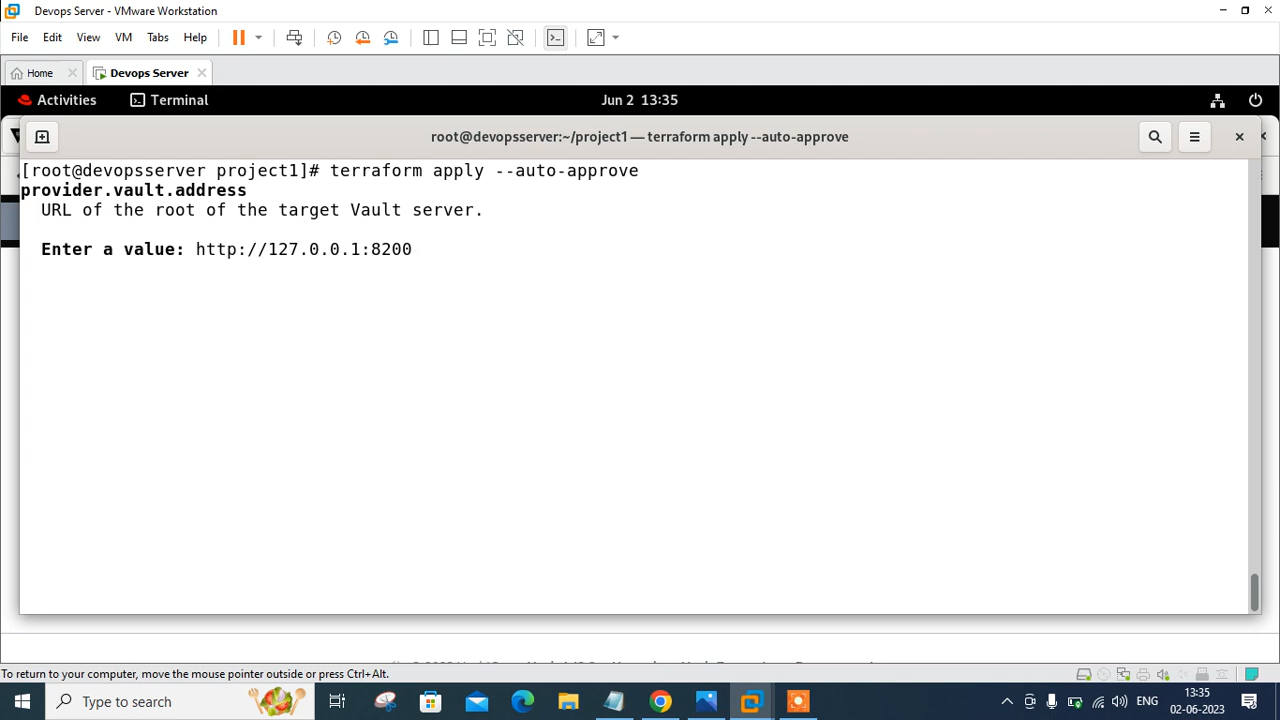 Devops Server - VMware Workstation
File Edit View VM Tabs Help
Home Devops Server
Activities Terminal Jun 2 13:35
root@devopsserver:~/project1 — terraform apply --auto-approve
[root@devopsserver project1]# terraform apply --auto-approve
provider.vault.address
URL of the root of the target Vault server.
Enter a value: http://127.0.0.1:8200
To return to your computer, move the mouse pointer outside or press Ctrl+Alt.
Type here to search
ENG
13:35
02-06-2023